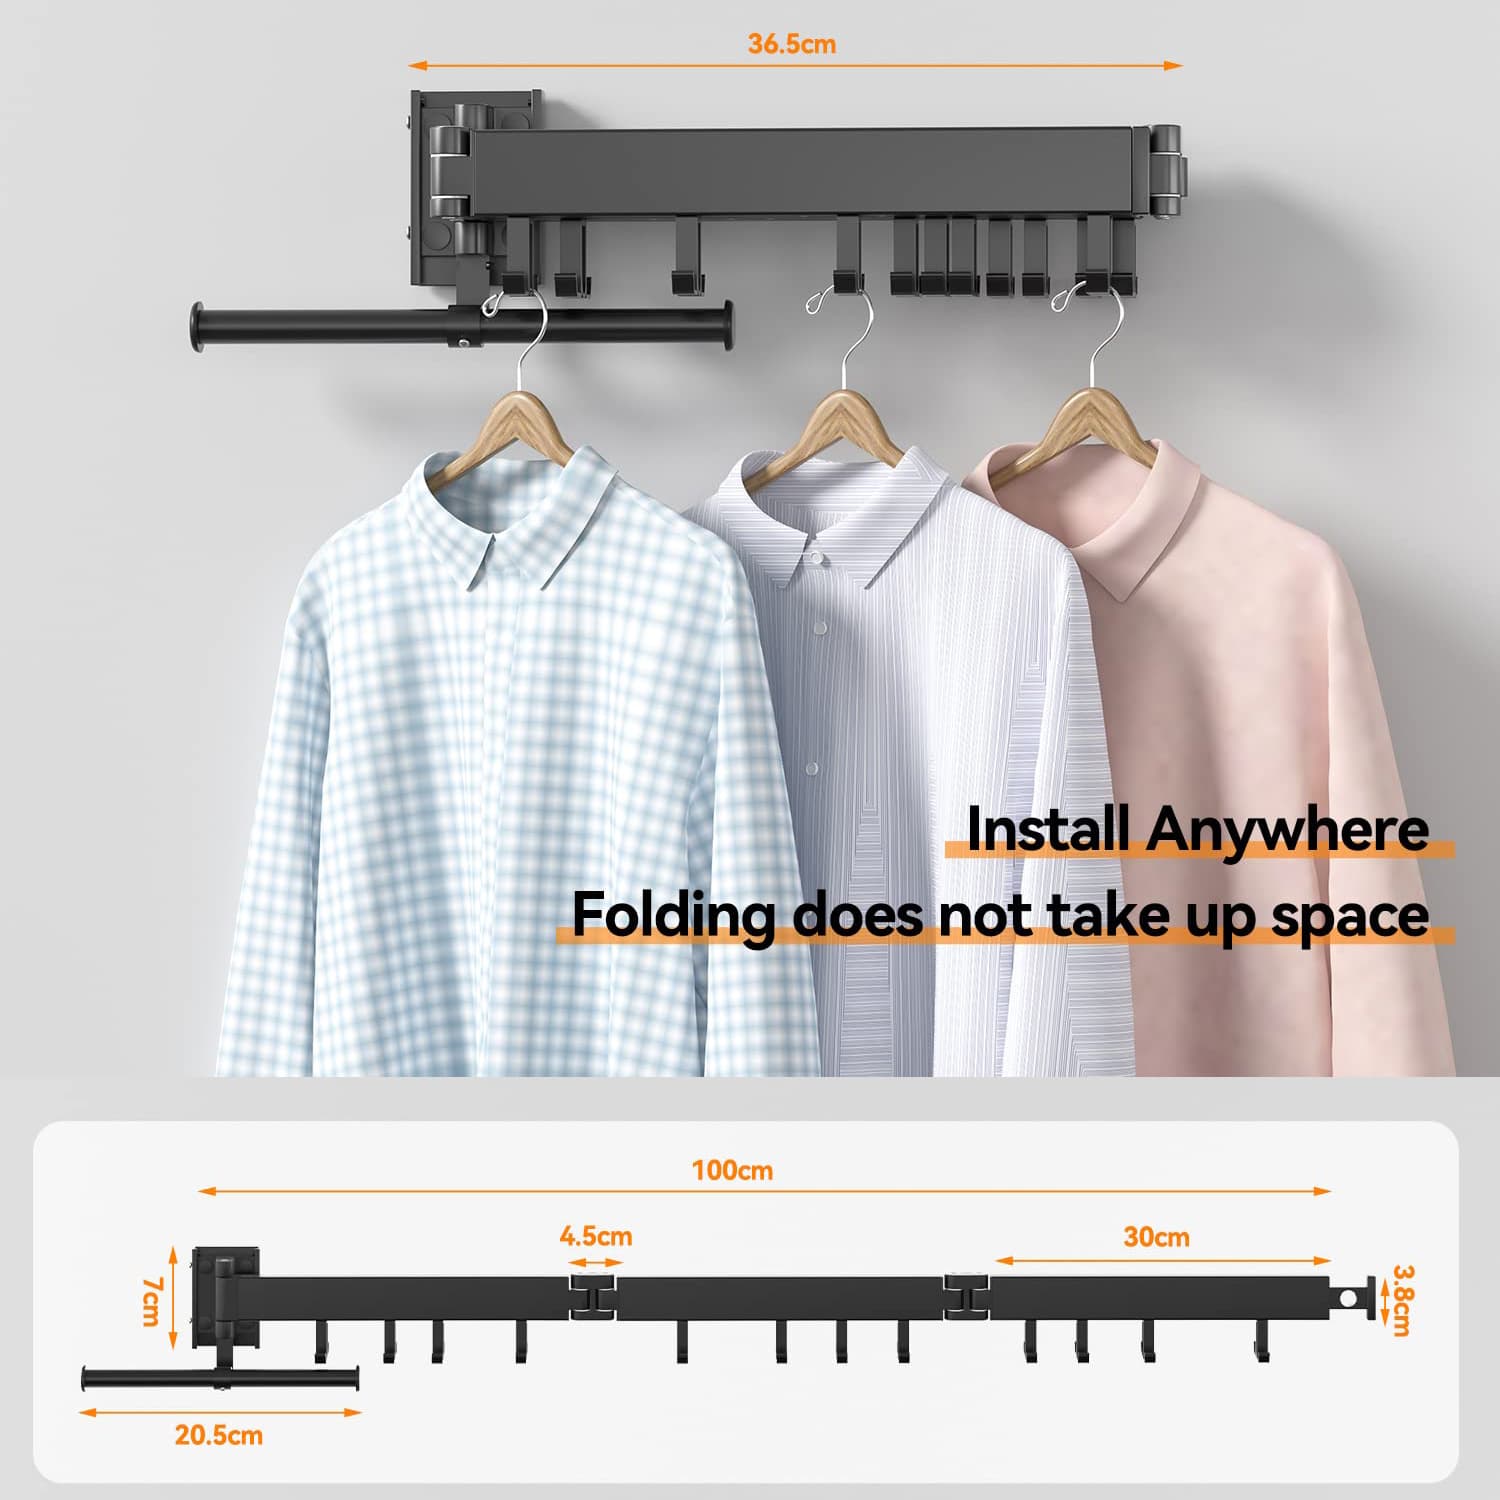 36.5cm
Install Anywhere
Folding does not take up space
100cm
4.5cm
30cm
7cm
3.8cm
20.5cm